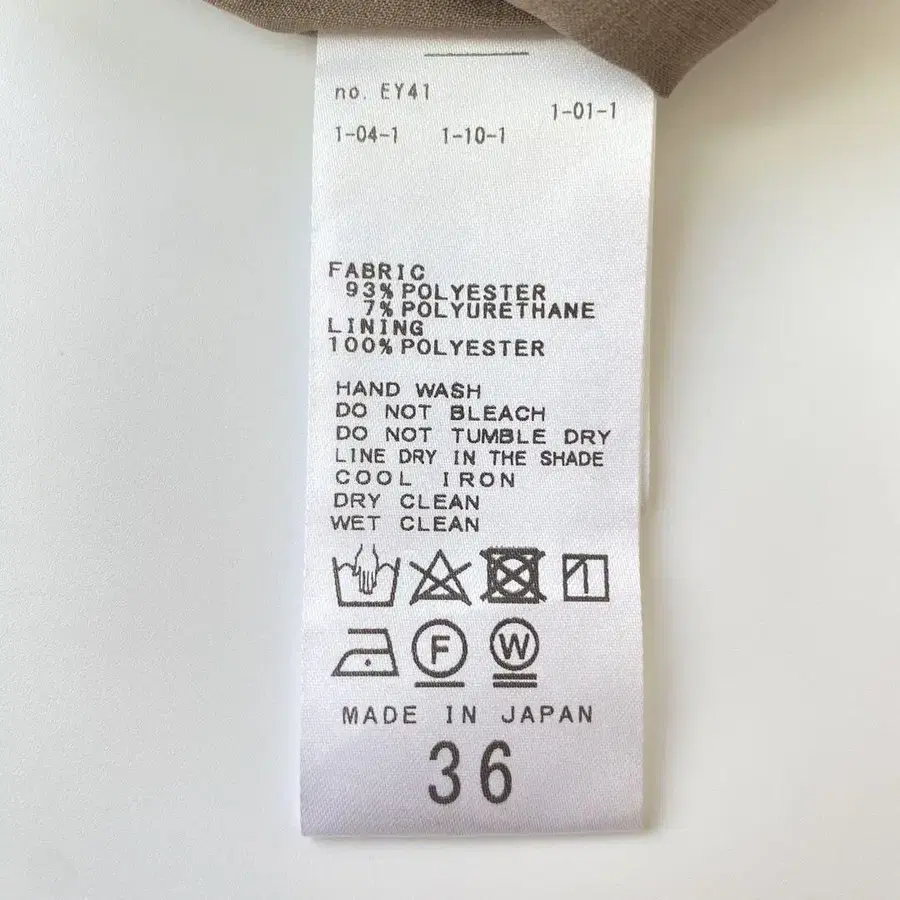 no. EY41
1-01-1
1-04-1 1-10-1
FABRIC
93% POLYESTER
7% POLYURETHANE
LINING
100% POLYESTER
HAND WASH
DO NOT BLEACH
DO NOT TUMBLE DRY
LINE DRY IN THE SHADE
COOL IRON
DRY CLEAN
WET CLEAN
F W
MADE IN JAPAN
36